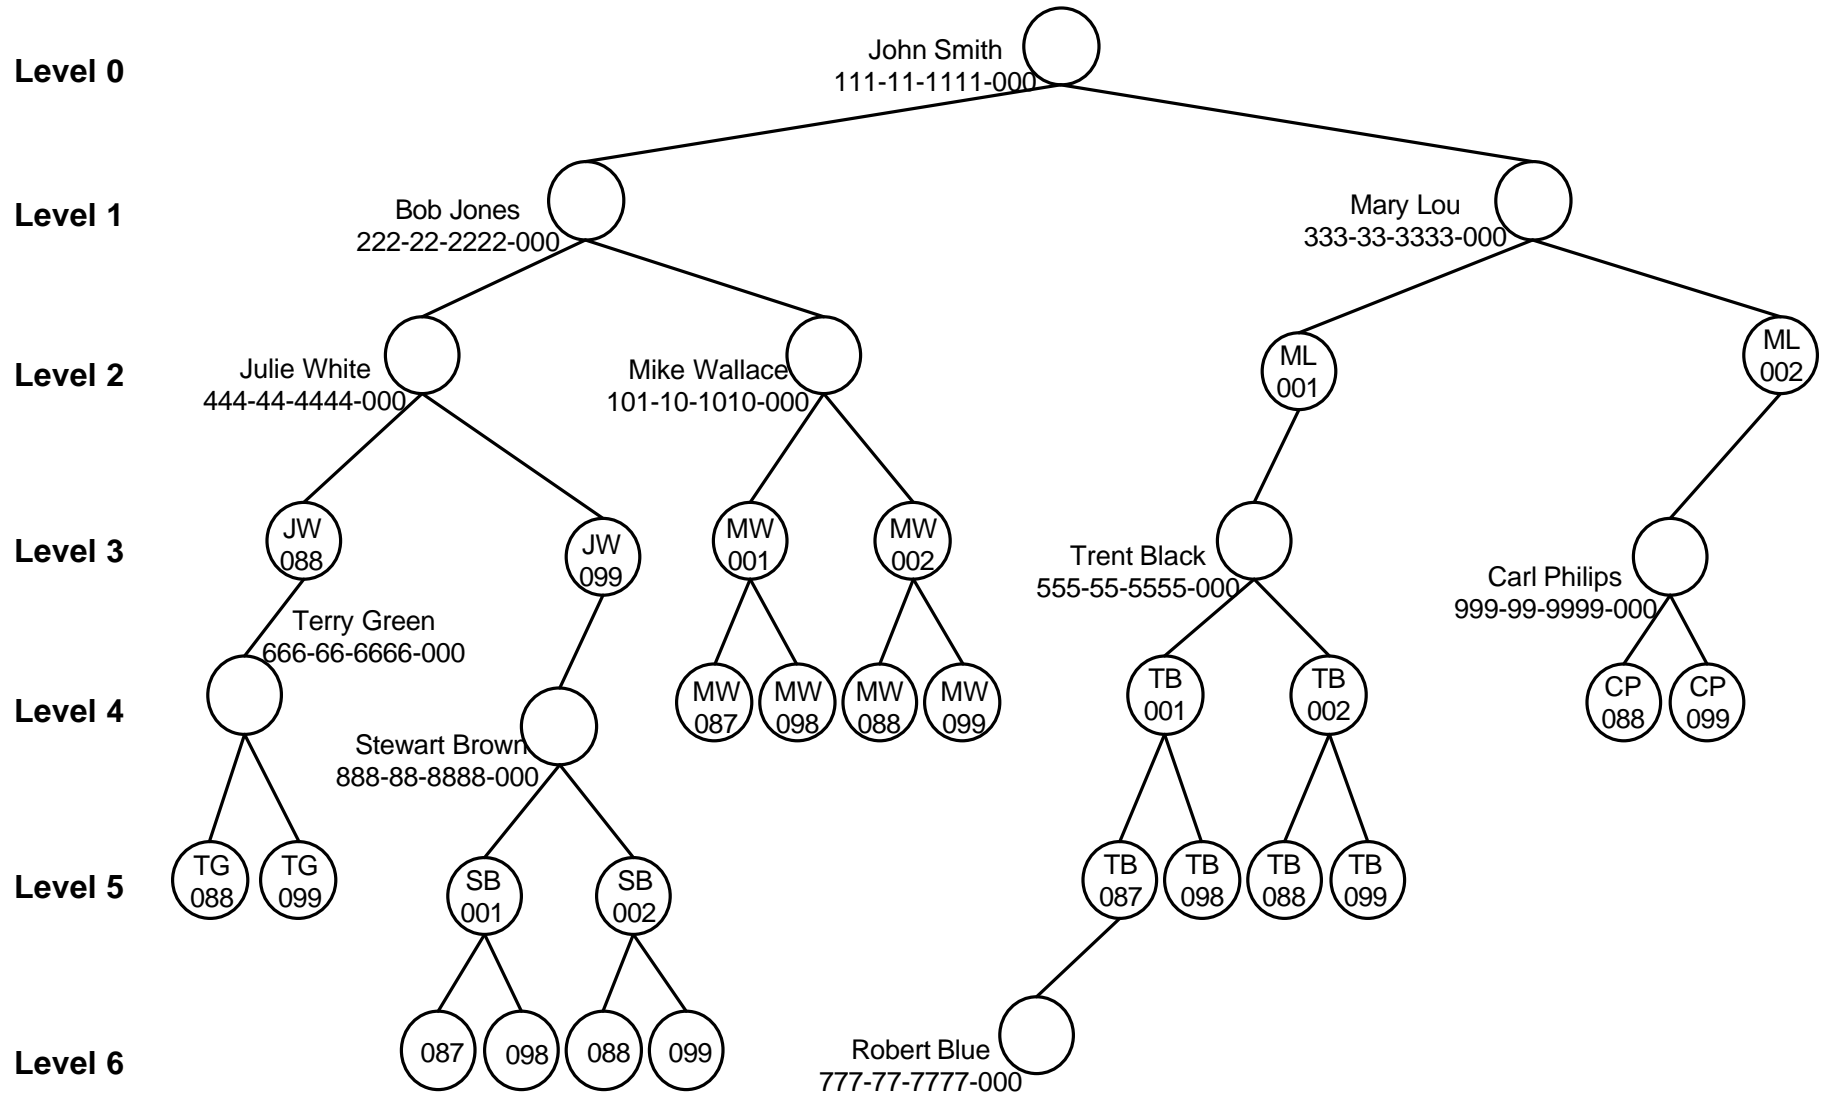 John Smith
111-11-1111-000
Level 0
Bob Jones
222-22-2222-000
Mary Lou
333-33-3333-000
Level 1
Julie White
444-44-4444-000
Mike Wallace
101-10-1010-000
ML
001
ML
002
Level 2
JW
088
JW
099
MW
001
MW
002
Trent Black
555-55-5555-000
Carl Philips
999-99-9999-000
Level 3
Terry Green
666-66-6666-000
Stewart Brown
888-88-8888-000
MW
087
MW
098
MW
088
MW
099
TB
001
TB
002
CP
088
CP
099
Level 4
TG
088
TG
099
SB
001
SB
002
TB
087
TB
098
TB
088
TB
099
Level 5
087
098
088
099
Robert Blue
777-77-7777-000
Level 6